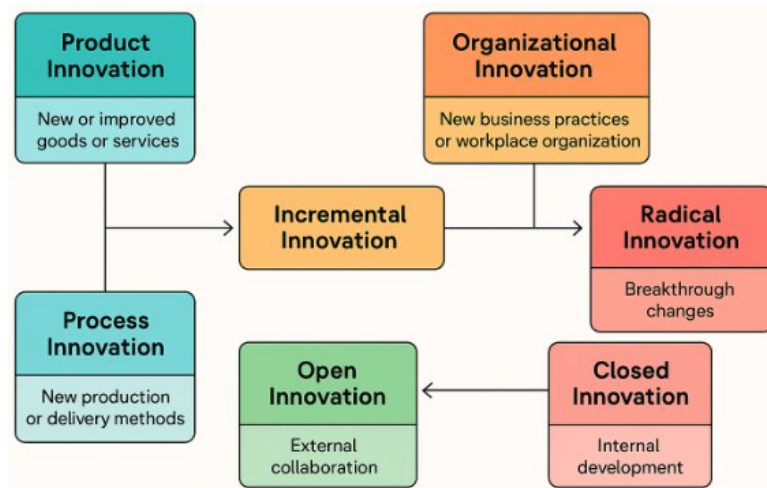 Product
Innovation
New or improved
goods or services
Organizational
Innovation
New business practices
or workplace organization
Incremental
Innovation
Radical
Innovation
Breakthrough
changes
Process
Innovation
New production
or delivery methods
Open
Innovation
External
collaboration
Closed
Innovation
Internal
development